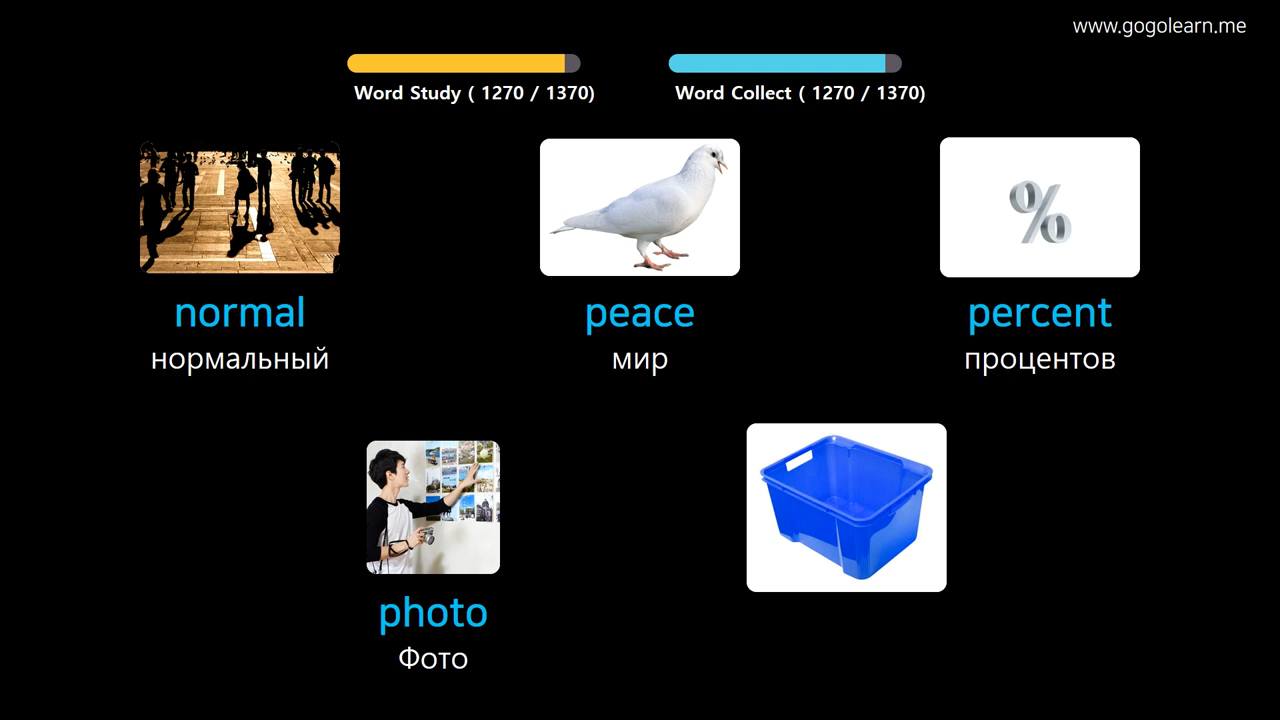 www.gogolearn.me
Word Study ( 1270 / 1370)
Word Collect ( 1270 / 1370)
normal
нормальный
peace
мир
percent
процентов
%
photo
Фото